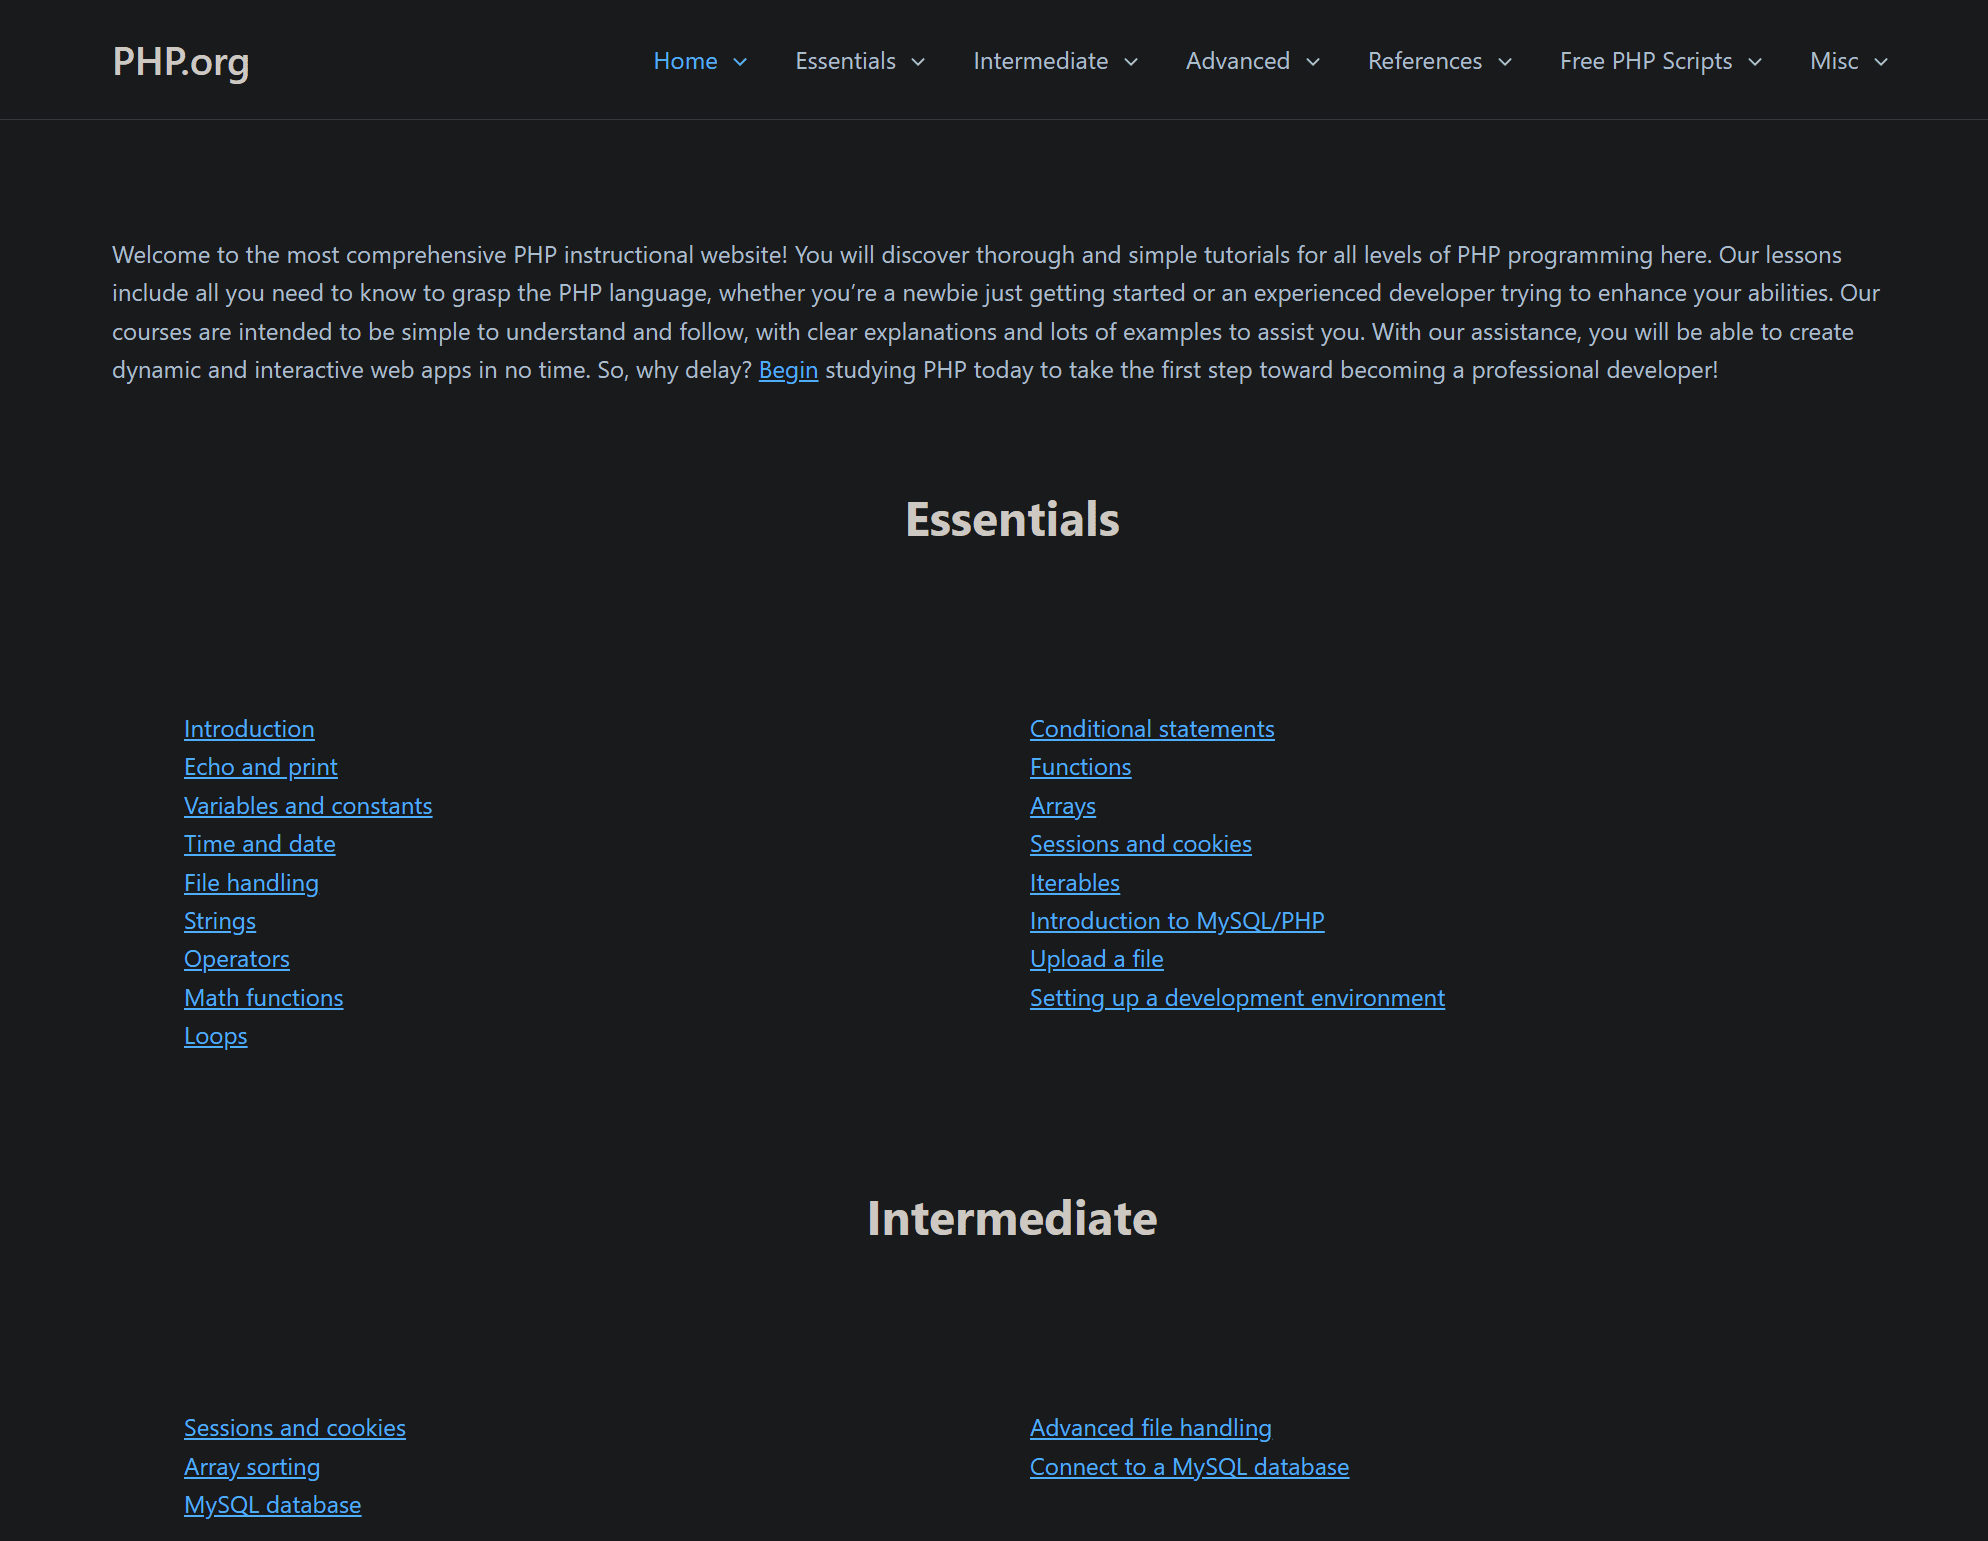 PHP.org
Home Essentials Intermediate Advanced References Free PHP Scripts Misc
Welcome to the most comprehensive PHP instructional website! You will discover thorough and simple tutorials for all levels of PHP programming here. Our lessons
include all you need to know to grasp the PHP language, whether you’re a newbie just getting started or an experienced developer trying to enhance your abilities. Our
courses are intended to be simple to understand and follow, with clear explanations and lots of examples to assist you. With our assistance, you will be able to create
dynamic and interactive web apps in no time. So, why delay? Begin studying PHP today to take the first step toward becoming a professional developer!
Essentials
Introduction
Echo and print
Variables and constants
Time and date
File handling
Strings
Operators
Math functions
Loops
Conditional statements
Functions
Arrays
Sessions and cookies
Iterables
Introduction to MySQL/PHP
Upload a file
Setting up a development environment
Intermediate
Sessions and cookies
Array sorting
MySQL database
Advanced file handling
Connect to a MySQL database